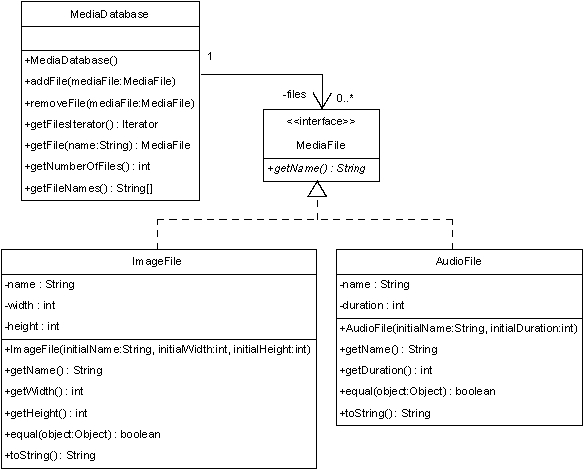 MediaDatabase
+MediaDatabase()
+addFile(mediaFile:MediaFile)
+removeFile(mediaFile:MediaFile)
+getFilesIterator() : Iterator
+getFile(name:String) : MediaFile
+getNumberOfFiles() : int
+getFileNames() : String[]
1
-files
0..*
<<interface>>
MediaFile
+getName() : String
ImageFile
-name : String
-width : int
-height : int
+ImageFile(initialName:String, initialWidth:int, initialHeight:int)
+getName() : String
+getWidth() : int
+getHeight() : int
+equal(object:Object) : boolean
+toString() : String
AudioFile
-name : String
-duration : int
+AudioFile(initialName:String, initialDuration:int)
+getName() : String
+getDuration() : int
+equal(object:Object) : boolean
+toString() : String